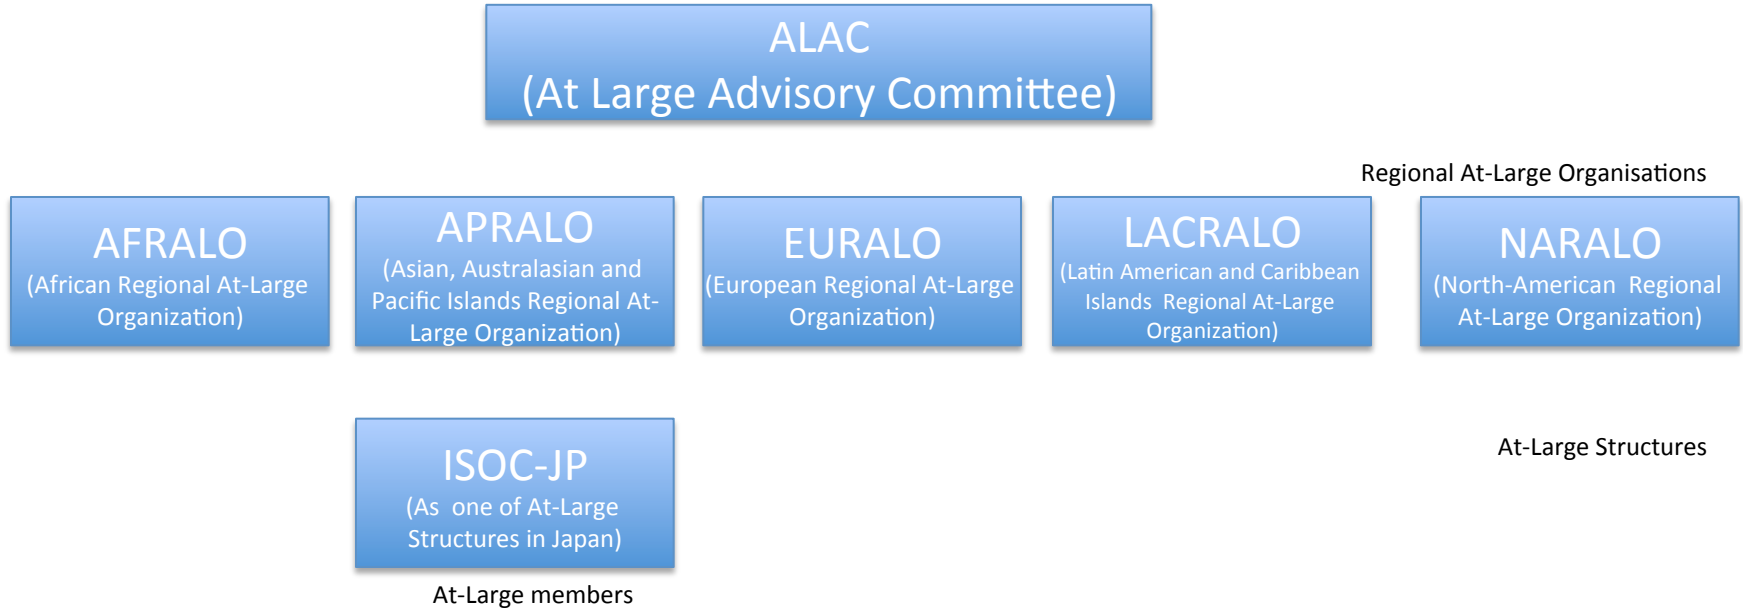 ALAC
(At Large Advisory Committee)
Regional At-Large Organisations
AFRALO
(African Regional At-Large
Organization)
APRALO
(Asian, Australasian and
Pacific Islands Regional At-
Large Organization)
EURALO
(European Regional At-Large
Organization)
LACRALO
(Latin American and Caribbean
Islands  Regional At-Large
Organization)
NARALO
(North-American  Regional
At-Large Organization)
ISOC-JP
(As  one of At-Large
Structures in Japan)
At-Large Structures
At-Large members